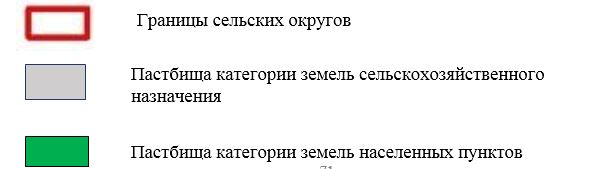 Границы сельских округов
Пастбища категории земель сельскохозяйственного
назначения
Пастбища категории земель населенных пунктов